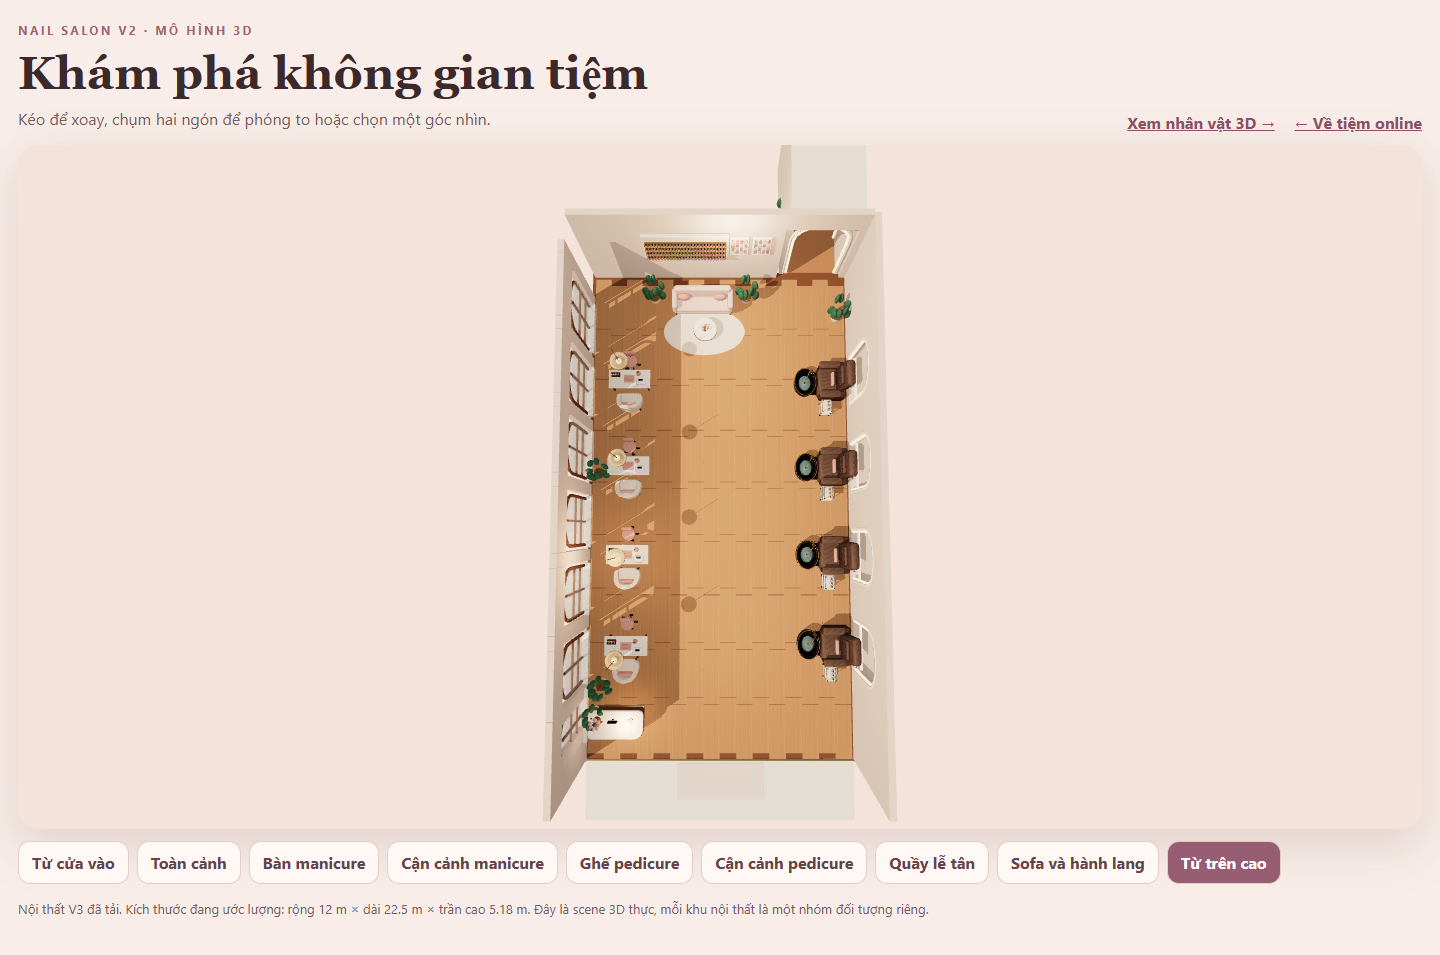 NAIL SALON V2 · MÔ HÌNH 3D
Khám phá không gian tiệm
Kéo để xoay, chụm hai ngón để phóng to hoặc chọn một góc nhìn.
Xem nhân vật 3D → ← Về tiệm online
Từ cửa vào Toàn cảnh Bàn manicure Cận cảnh manicure Ghế pedicure Cận cảnh pedicure Quầy lễ tân Sofa và hành lang Từ trên cao
Nội thất V3 đã tải. Kích thước đang ước lượng: rộng 12 m × dài 22.5 m × trần cao 5.18 m. Đây là scene 3D thực, mỗi khu nội thất là một nhóm đối tượng riêng.